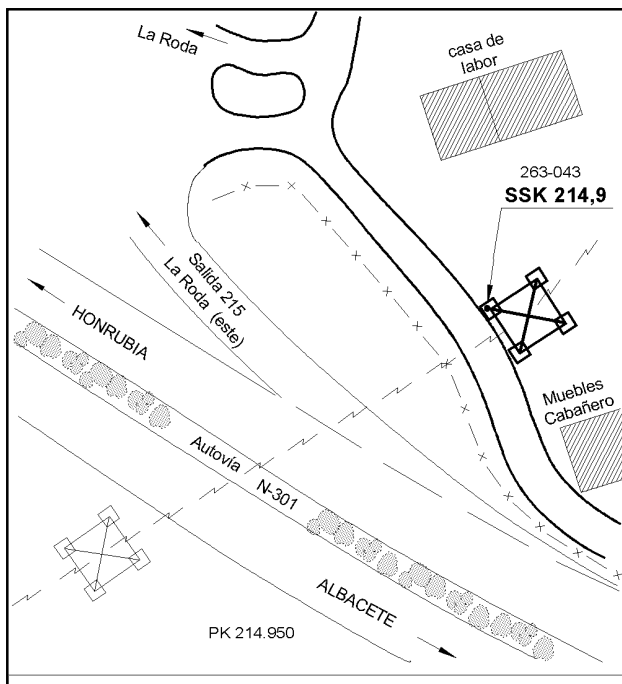 La Roda
casa de
labor
263-043
SSK 214,9
Salida 215
La Roda (este)
HONRUBIA
Muebles
Cabañero
Autovía N-301
ALBACETE
PK 214.950